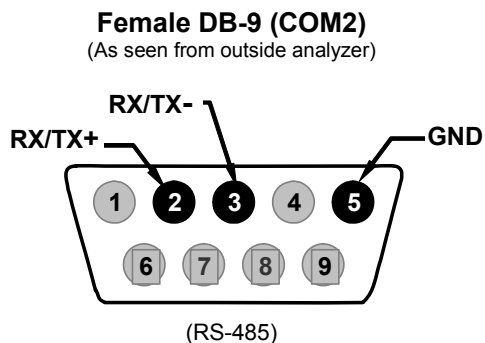 Female DB-9 (COM2)
(As seen from outside analyzer)
RX/TX-
RX/TX+
GND
1 2 3 4 5
6 7 8 9
(RS-485)